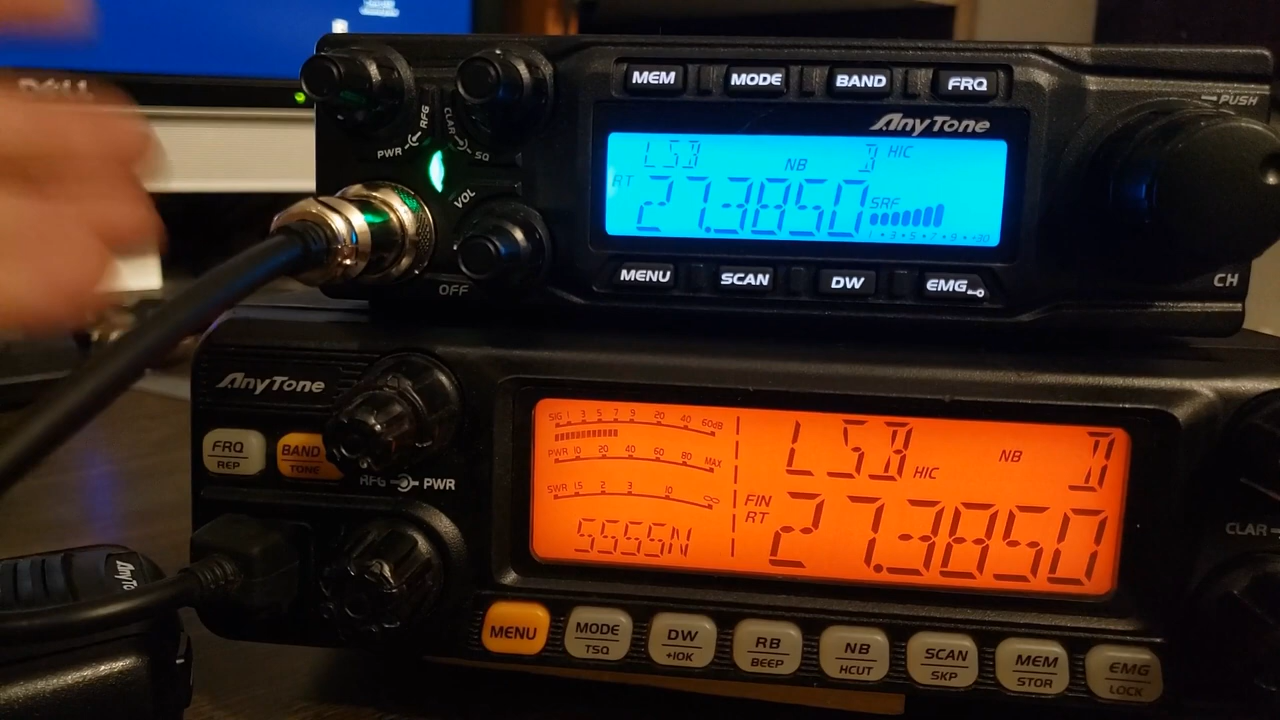 DELL
MEM MODE BAND FRQ
PUSH
AnyTone
RFG
CLAR
PWR
SQ
LSB NB B HIC
RT 27.3850 SRF
1 • 3 • 5 • 7 • 9 • +30
VOL
OFF
MENU SCAN DW EMG
CH
AnyTone
FRQ
REP
BAND
TONE
RFG PWR
SIG 1 3 5 7 9 20 40 60dB
PWR 10 20 40 60 80 MAX
SWR 1.5 2 3 10 ∞
5555N
LSB HIC NB B
FIN
RT 27.3850
CLAR
MENU
MODE
TSQ
DW
+10K
RB
BEEP
NB
HCUT
SCAN
SKP
MEM
STOR
EMG
LOCK